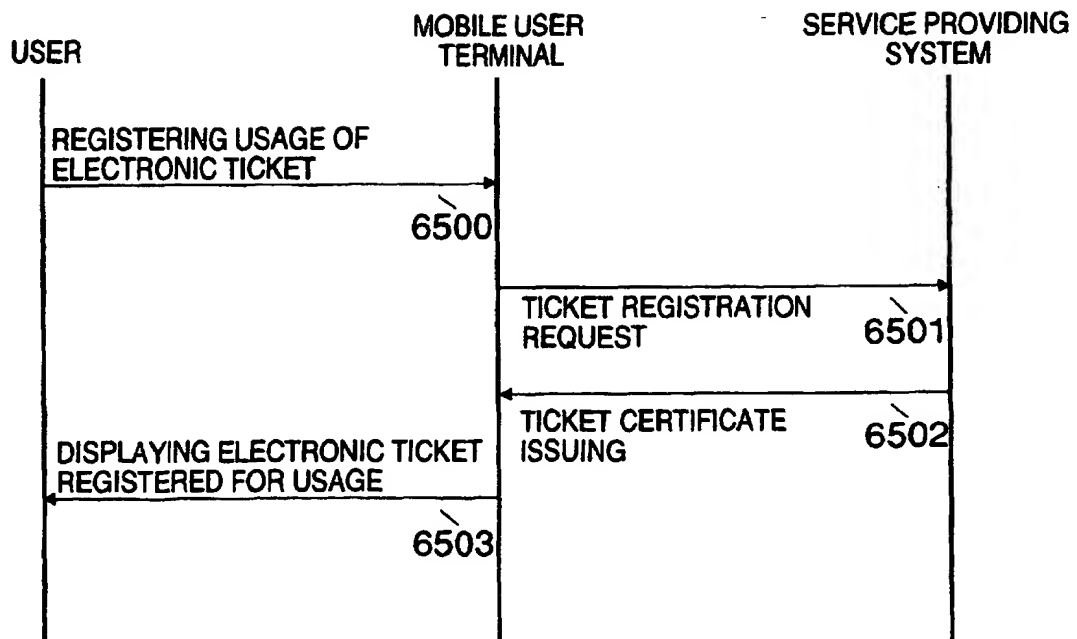 USER
MOBILE USER
TERMINAL
SERVICE PROVIDING
SYSTEM
REGISTERING USAGE OF
ELECTRONIC TICKET
6500
TICKET REGISTRATION
REQUEST
6501
TICKET CERTIFICATE
ISSUING
6502
DISPLAYING ELECTRONIC TICKET
REGISTERED FOR USAGE
6503